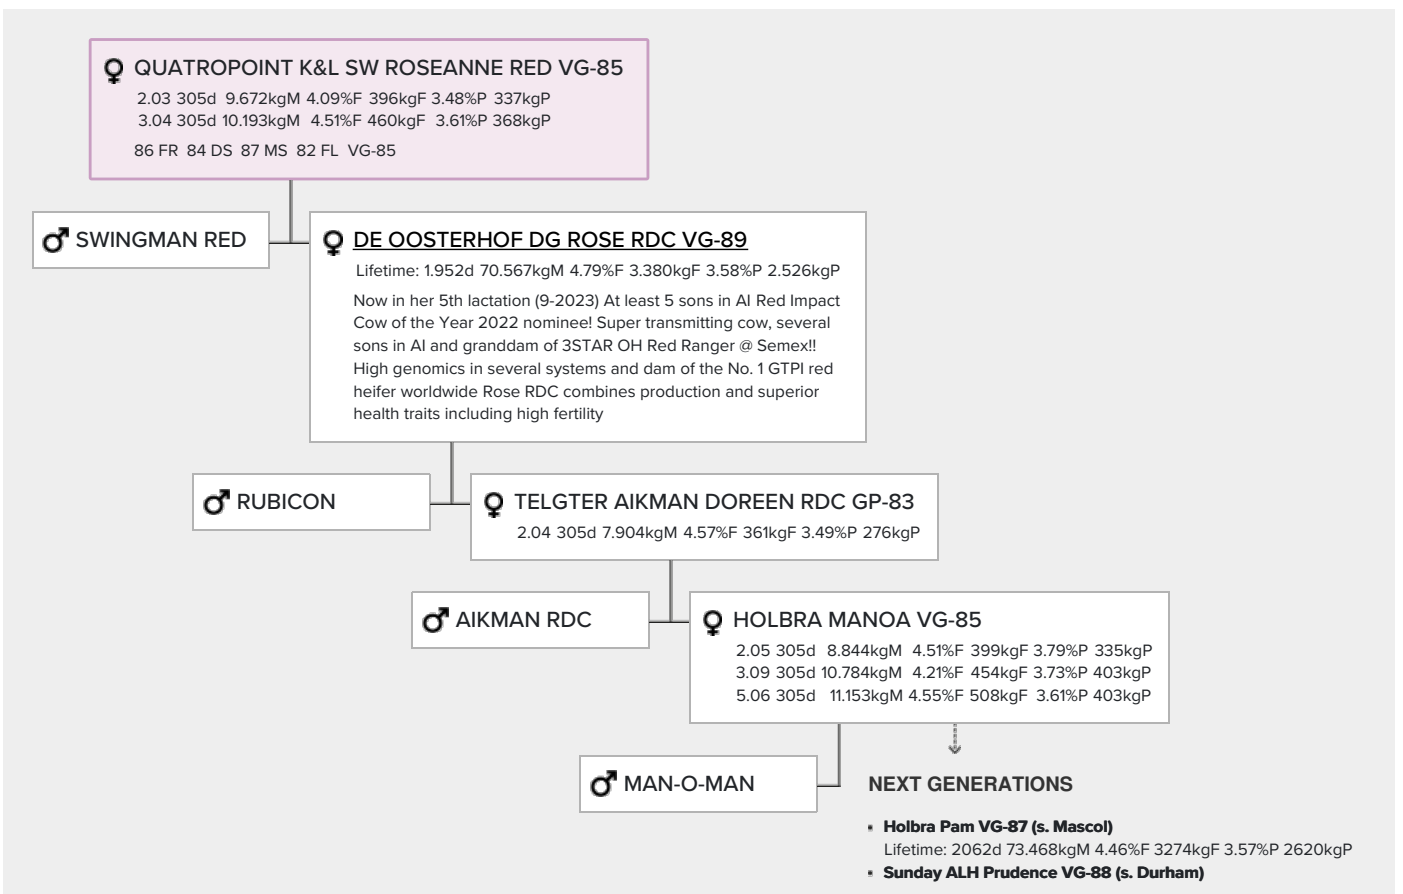 QUATROPOINT K&L SW ROSEANNE RED VG-85
2.03 305d 9.672kgM 4.09%F 396kgF 3.48%P 337kgP
3.04 305d 10.193kgM 4.51%F 460kgF 3.61%P 368kgP
86 FR 84 DS 87 MS 82 FL VG-85
SWINGMAN RED
DE OOSTERHOF DG ROSE RDC VG-89
Lifetime: 1.952d 70.567kgM 4.79%F 3.380kgF 3.58%P 2.526kgP
Now in her 5th lactation (9-2023) At least 5 sons in AI Red Impact
Cow of the Year 2022 nominee! Super transmitting cow, several
sons in AI and granddam of 3STAR OH Red Ranger @ Semex!!
High genomics in several systems and dam of the No. 1 GTPI red
heifer worldwide Rose RDC combines production and superior
health traits including high fertility
RUBICON
TELGTER AIKMAN DOREEN RDC GP-83
2.04 305d 7.904kgM 4.57%F 361kgF 3.49%P 276kgP
AIKMAN RDC
HOLBRA MANOA VG-85
2.05 305d 8.844kgM 4.51%F 399kgF 3.79%P 335kgP
3.09 305d 10.784kgM 4.21%F 454kgF 3.73%P 403kgP
5.06 305d 11.153kgM 4.55%F 508kgF 3.61%P 403kgP
MAN-O-MAN
NEXT GENERATIONS
Holbra Pam VG-87 (s. Mascol)
Lifetime: 2062d 73.468kgM 4.46%F 3274kgF 3.57%P 2620kgP
Sunday ALH Prudence VG-88 (s. Durham)